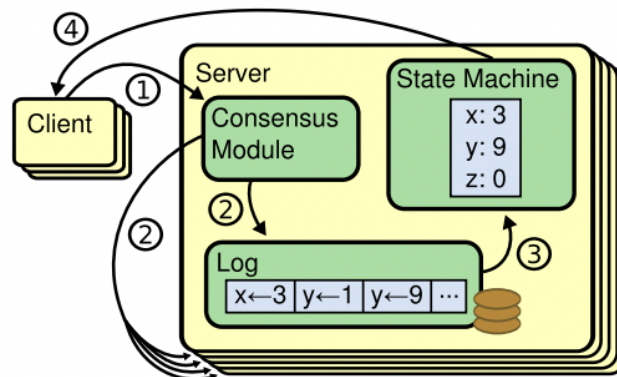 ④
①
Client
Server
Consensus
Module
State Machine
x: 3
y: 9
z: 0
②
②
③
Log
x←3 y←1 y←9 ...